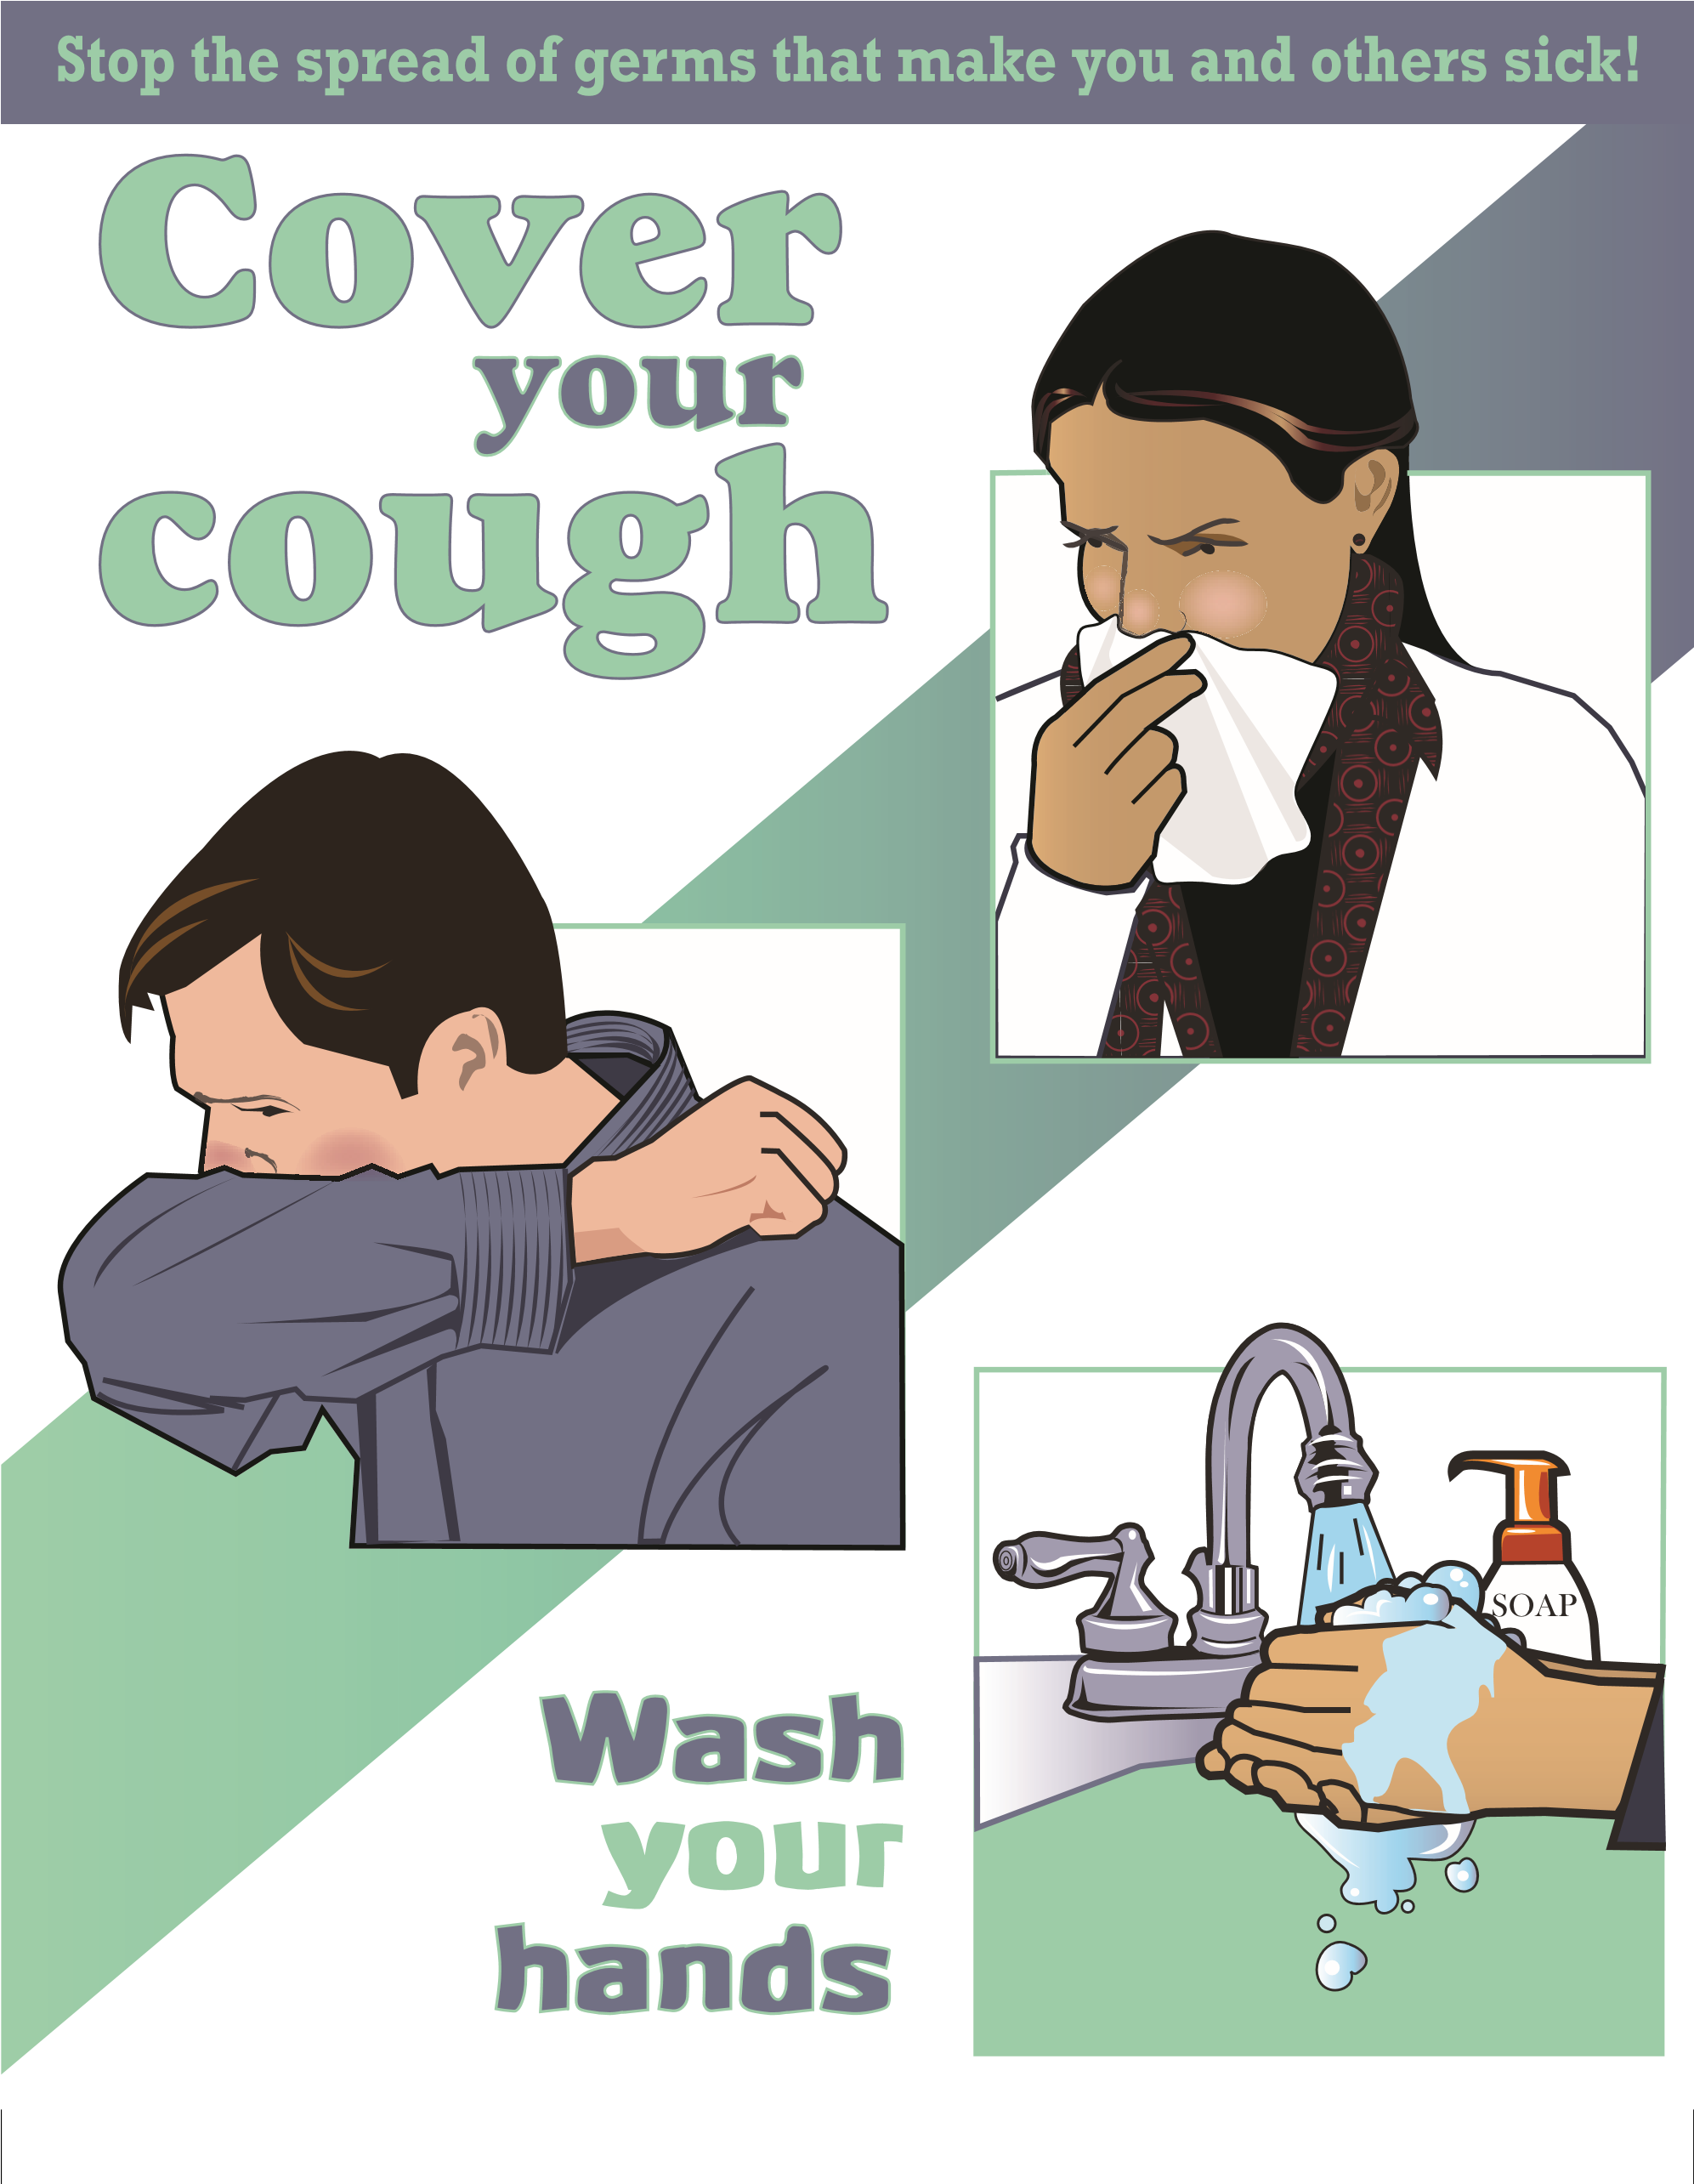 Stop the spread of germs that make you and others sick!
Cover
your
cough
SOAP
Wash
your
hands